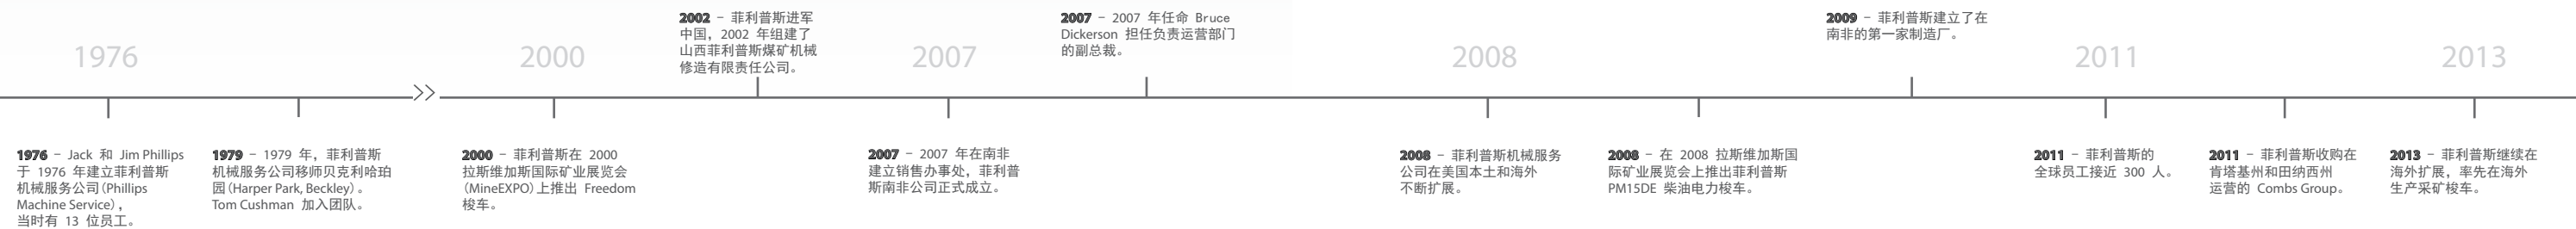 1976
1976 – Jack 和 Jim Phillips
于 1976 年建立菲利普斯
机械服务公司(Phillips
Machine Service),
当时有 13 位员工。
1979 – 1979 年，菲利普斯
机械服务公司移师贝克利哈珀
园(Harper Park, Beckley)。
Tom Cushman 加入团队。
2000
2000 – 菲利普斯在 2000
拉斯维加斯国际矿业展览会
(MineEXPO)上推出 Freedom
梭车。
2002 – 菲利普斯进军
中国，2002 年组建了
山西菲利普斯煤矿机械
修造有限责任公司。
2007
2007 – 2007 年在南非
建立销售办事处，菲利普
斯南非公司正式成立。
2007 – 2007 年任命 Bruce
Dickerson 担任负责运营部门
的副总裁。
2008
2008 – 菲利普斯机械服务
公司在美国本土和海外
不断扩展。
2008 – 在 2008 拉斯维加斯国
际矿业展览会上推出菲利普斯
PM15DE 柴油电力梭车。
2009 – 菲利普斯建立了在
南非的第一家制造厂。
2011
2011 – 菲利普斯的
全球员工接近 300 人。
2011 – 菲利普斯收购在
肯塔基州和田纳西州
运营的 Combs Group。
2013
2013 – 菲利普斯继续在
海外扩展，率先在海外
生产采矿梭车。